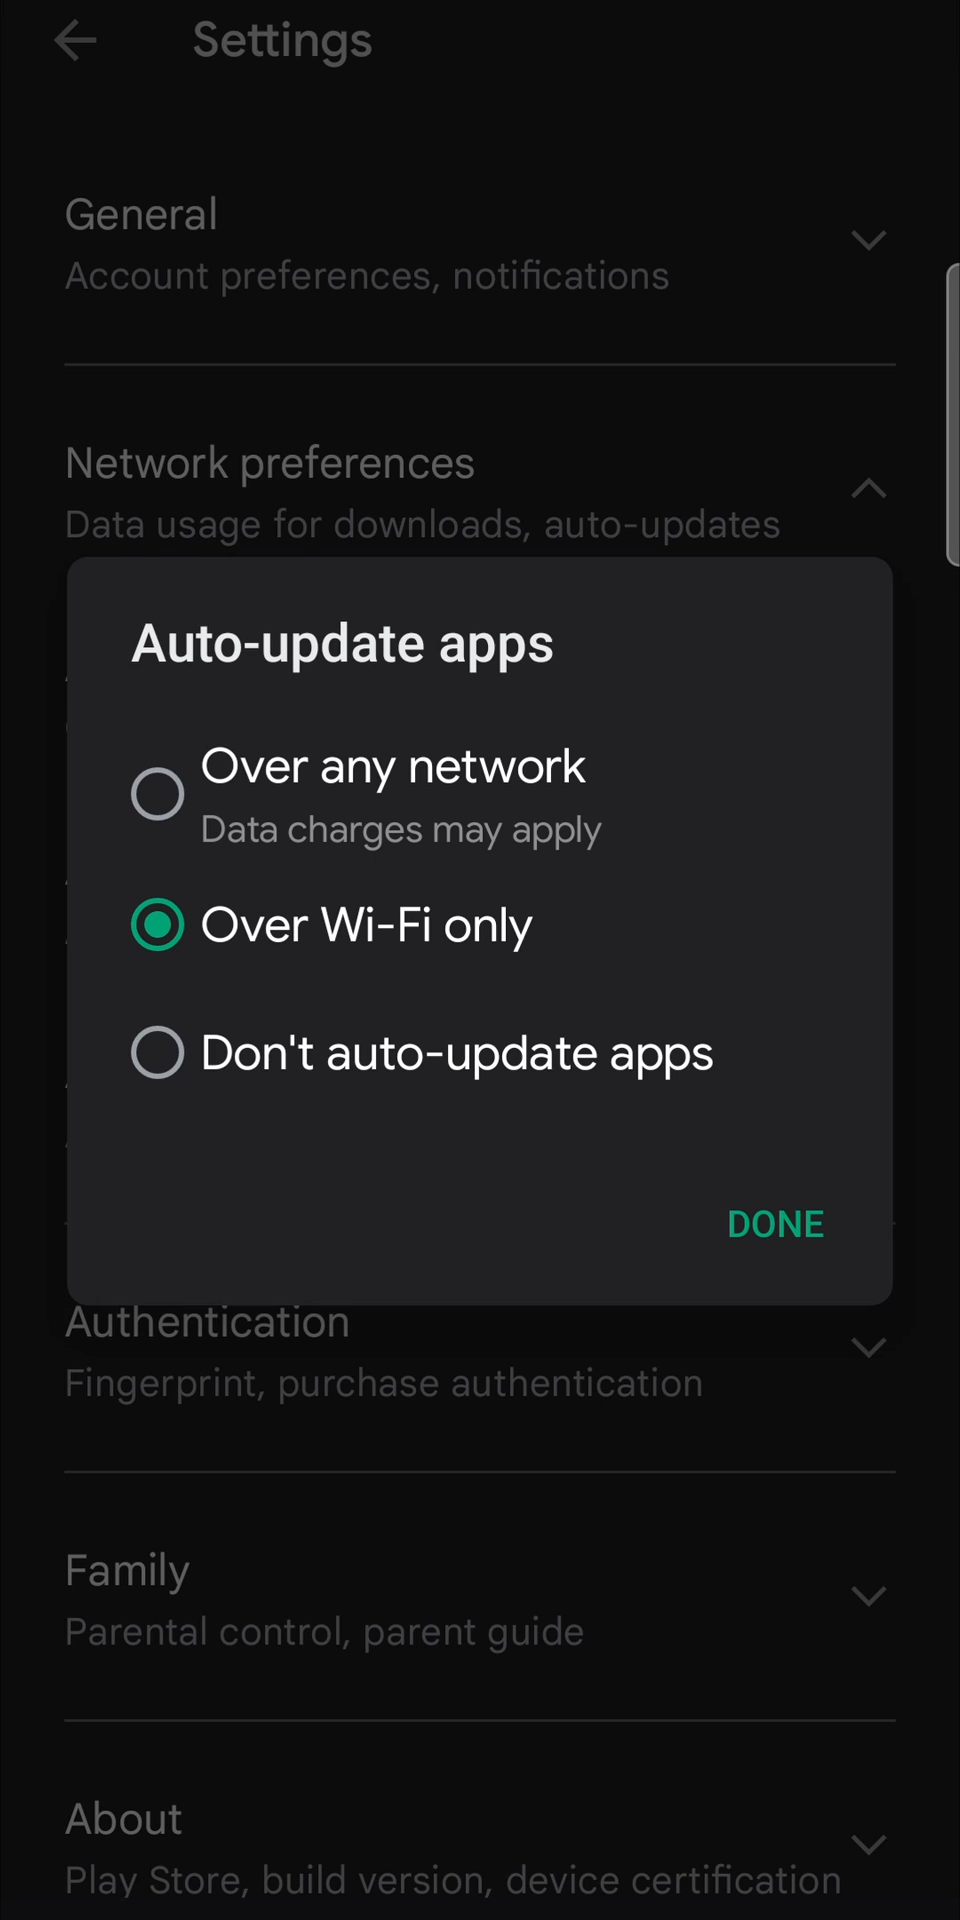 Settings
General
Account preferences, notifications
Network preferences
Data usage for downloads, auto-updates
Auto-update apps
Over any network
Data charges may apply
Over Wi-Fi only
Don't auto-update apps
DONE
Authentication
Fingerprint, purchase authentication
Family
Parental control, parent guide
About
Play Store, build version, device certification